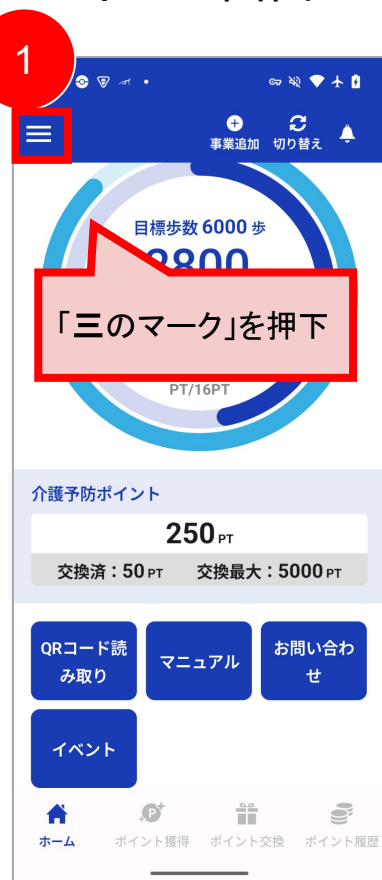 1
事業追加 切り替え
目標歩数 6000 歩
「三のマーク」を押下
PT/16PT
介護予防ポイント
250 PT
交換済：50 PT 交換最大：5000 PT
QRコード読み取り
マニュアル
お問い合わせ
イベント
ホーム ポイント獲得 ポイント交換 ポイント履歴